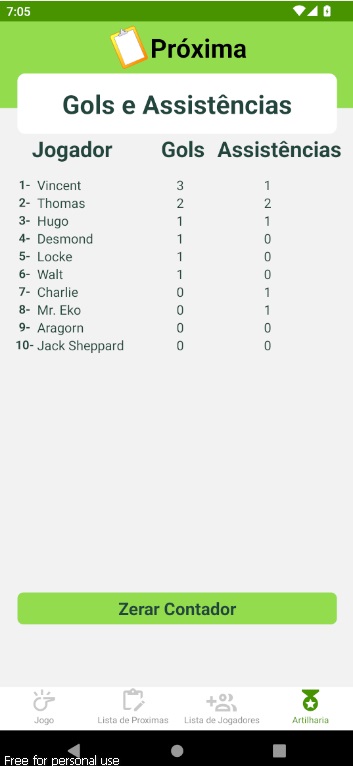 7:05
Próxima
Gols e Assistências
Jogador Gols Assistências
1- Vincent 3 1
2- Thomas 2 2
3- Hugo 1 1
4- Desmond 1 0
5- Locke 1 0
6- Walt 1 0
7- Charlie 0 1
8- Mr. Eko 0 1
9- Aragorn 0 0
10- Jack Sheppard 0 0
Zerar Contador
Jogo Lista de Proximas Lista de Jogadores Artilharia
Free for personal use